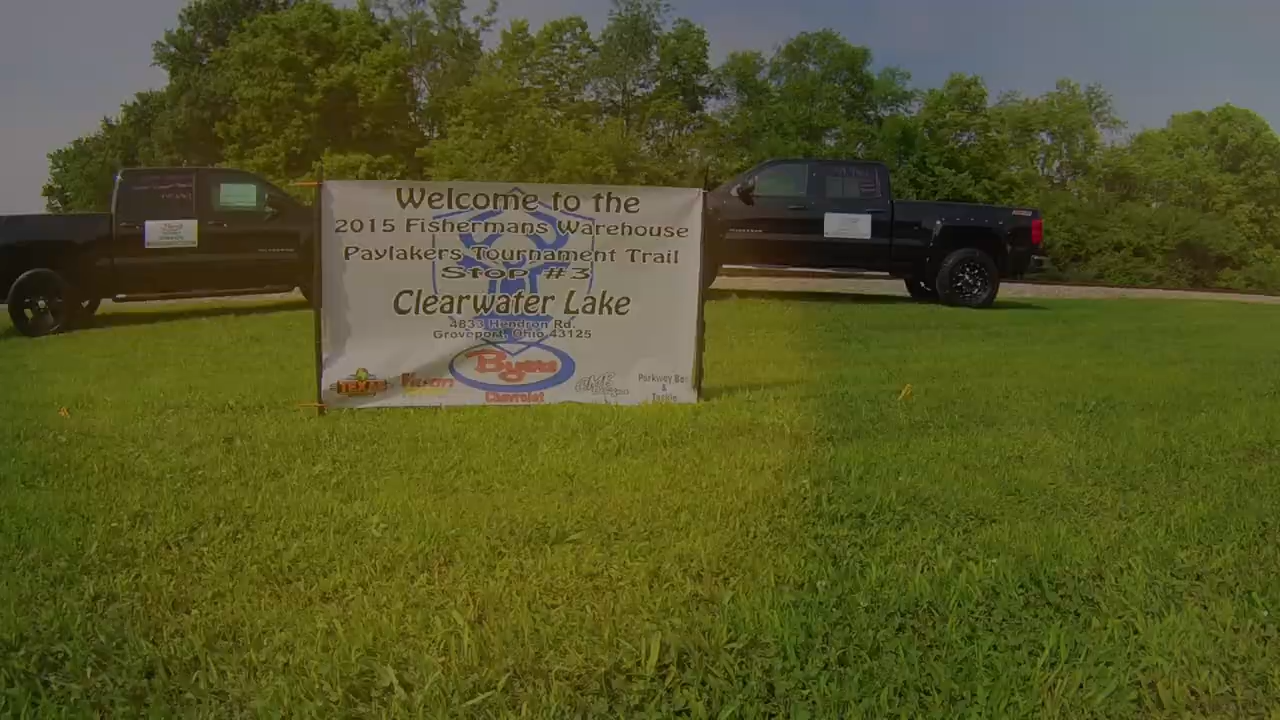 Welcome to the
2015 Fishermans Warehouse
Paylakers Tournament Trail
Stop #3
Clearwater Lake
4833 Hendron Rd.
Groveport, Ohio 43125
Byers
Chevrolet
TEXAS
Parkway Bait
&
Tackle